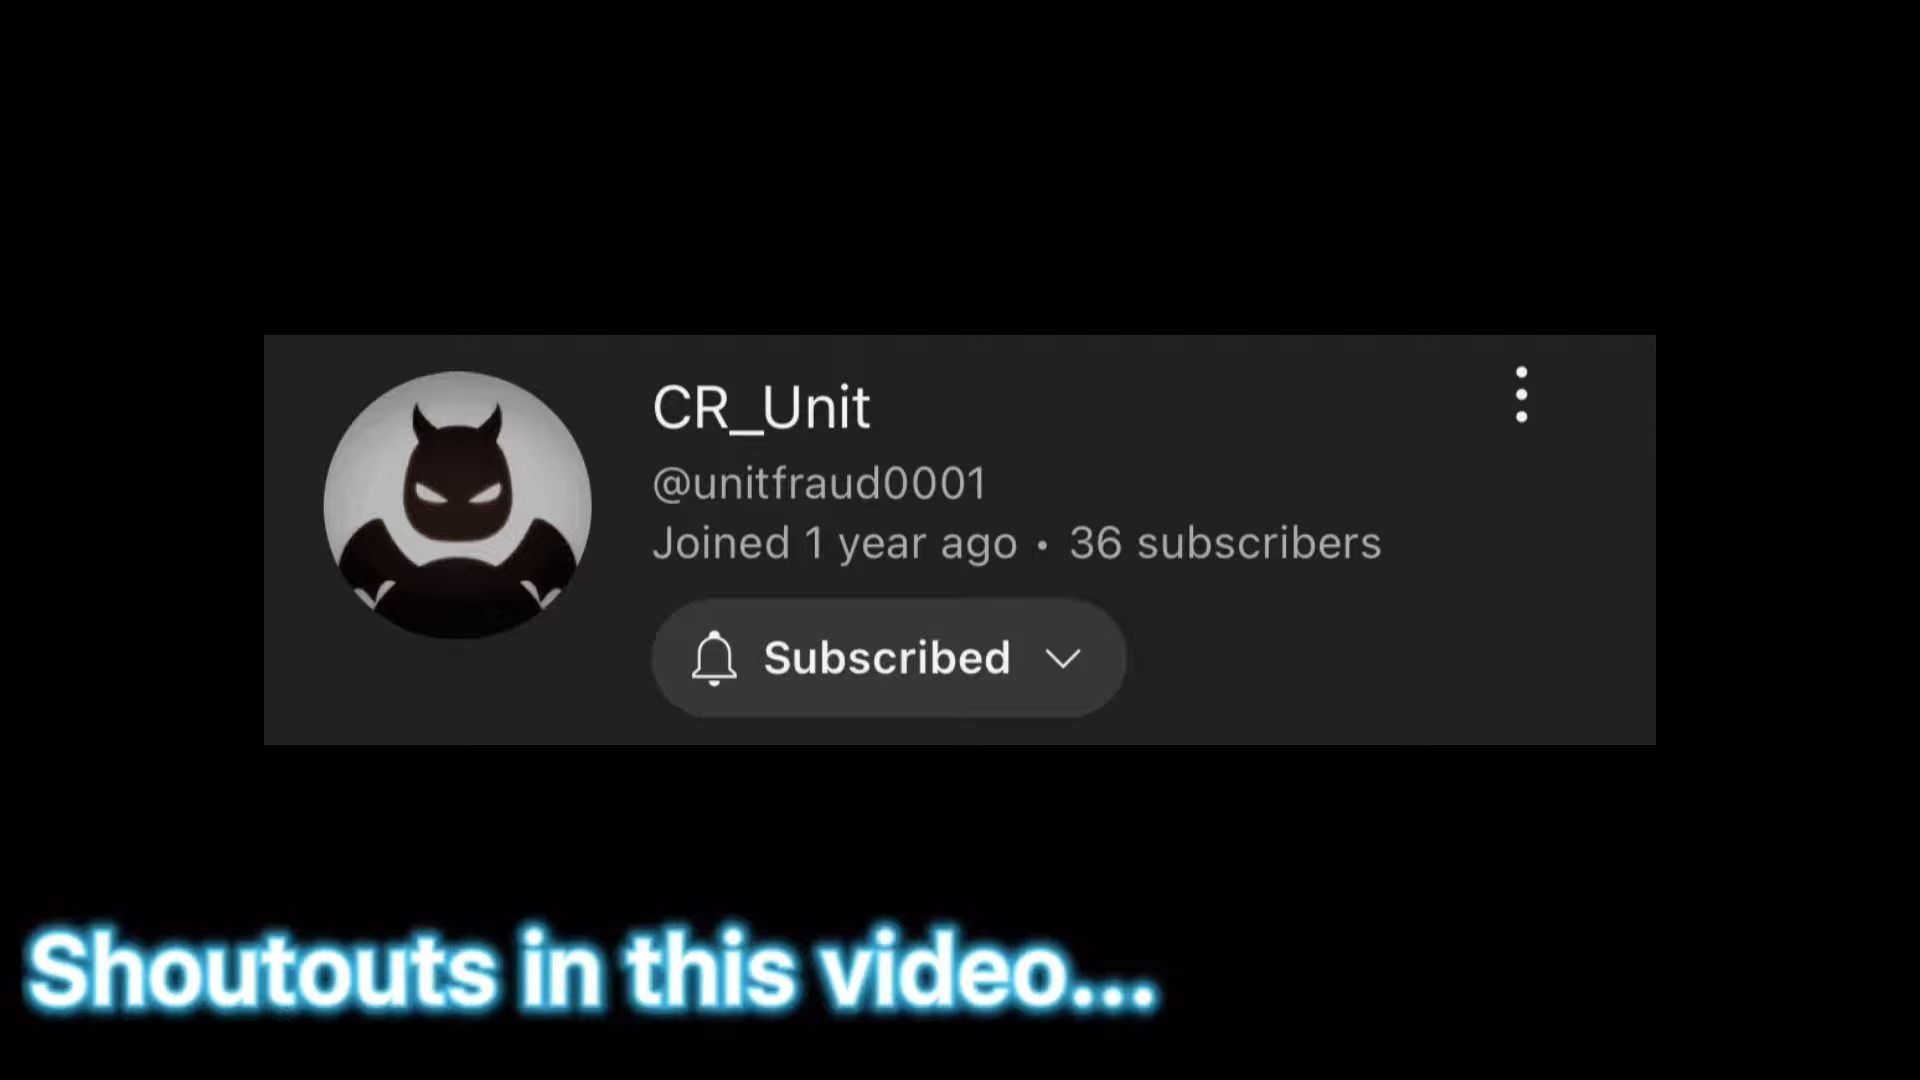 CR_Unit
@unitfraud0001
Joined 1 year ago • 36 subscribers
Subscribed
Shoutouts in this video...